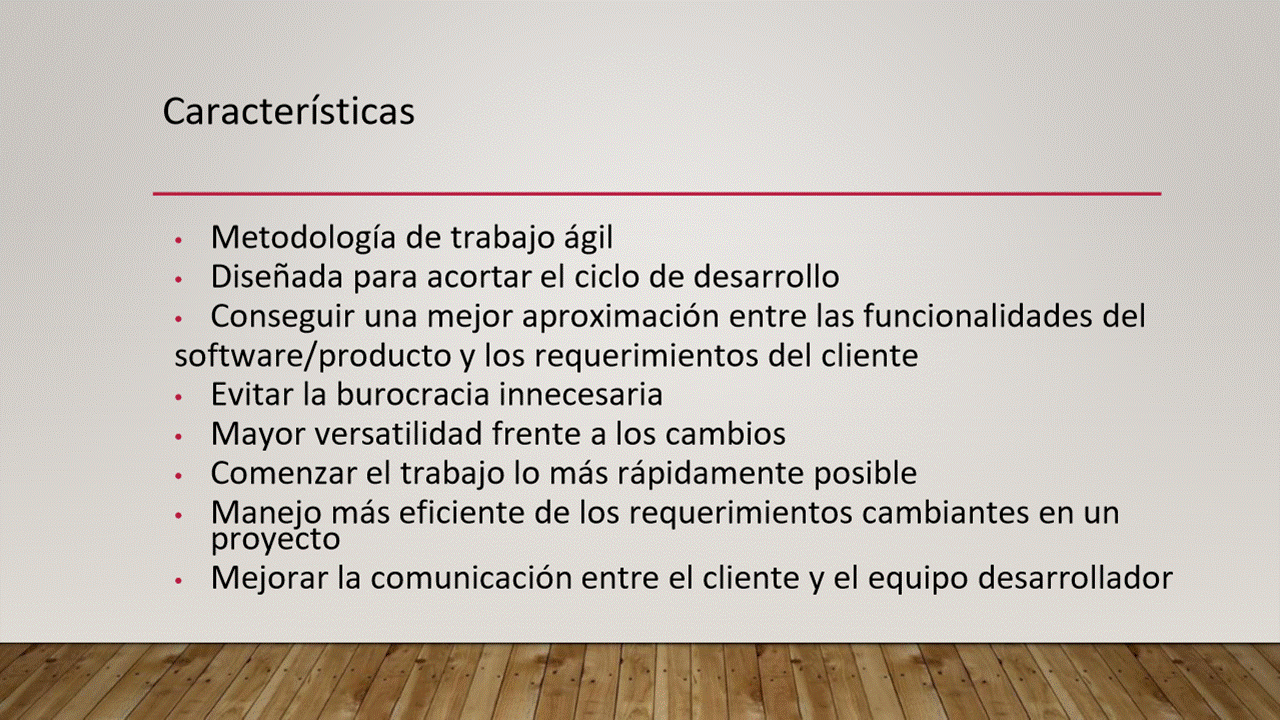 Características
• Metodología de trabajo ágil
• Diseñada para acortar el ciclo de desarrollo
• Conseguir una mejor aproximación entre las funcionalidades del
software/producto y los requerimientos del cliente
• Evitar la burocracia innecesaria
• Mayor versatilidad frente a los cambios
• Comenzar el trabajo lo más rápidamente posible
• Manejo más eficiente de los requerimientos cambiantes en un
proyecto
• Mejorar la comunicación entre el cliente y el equipo desarrollador